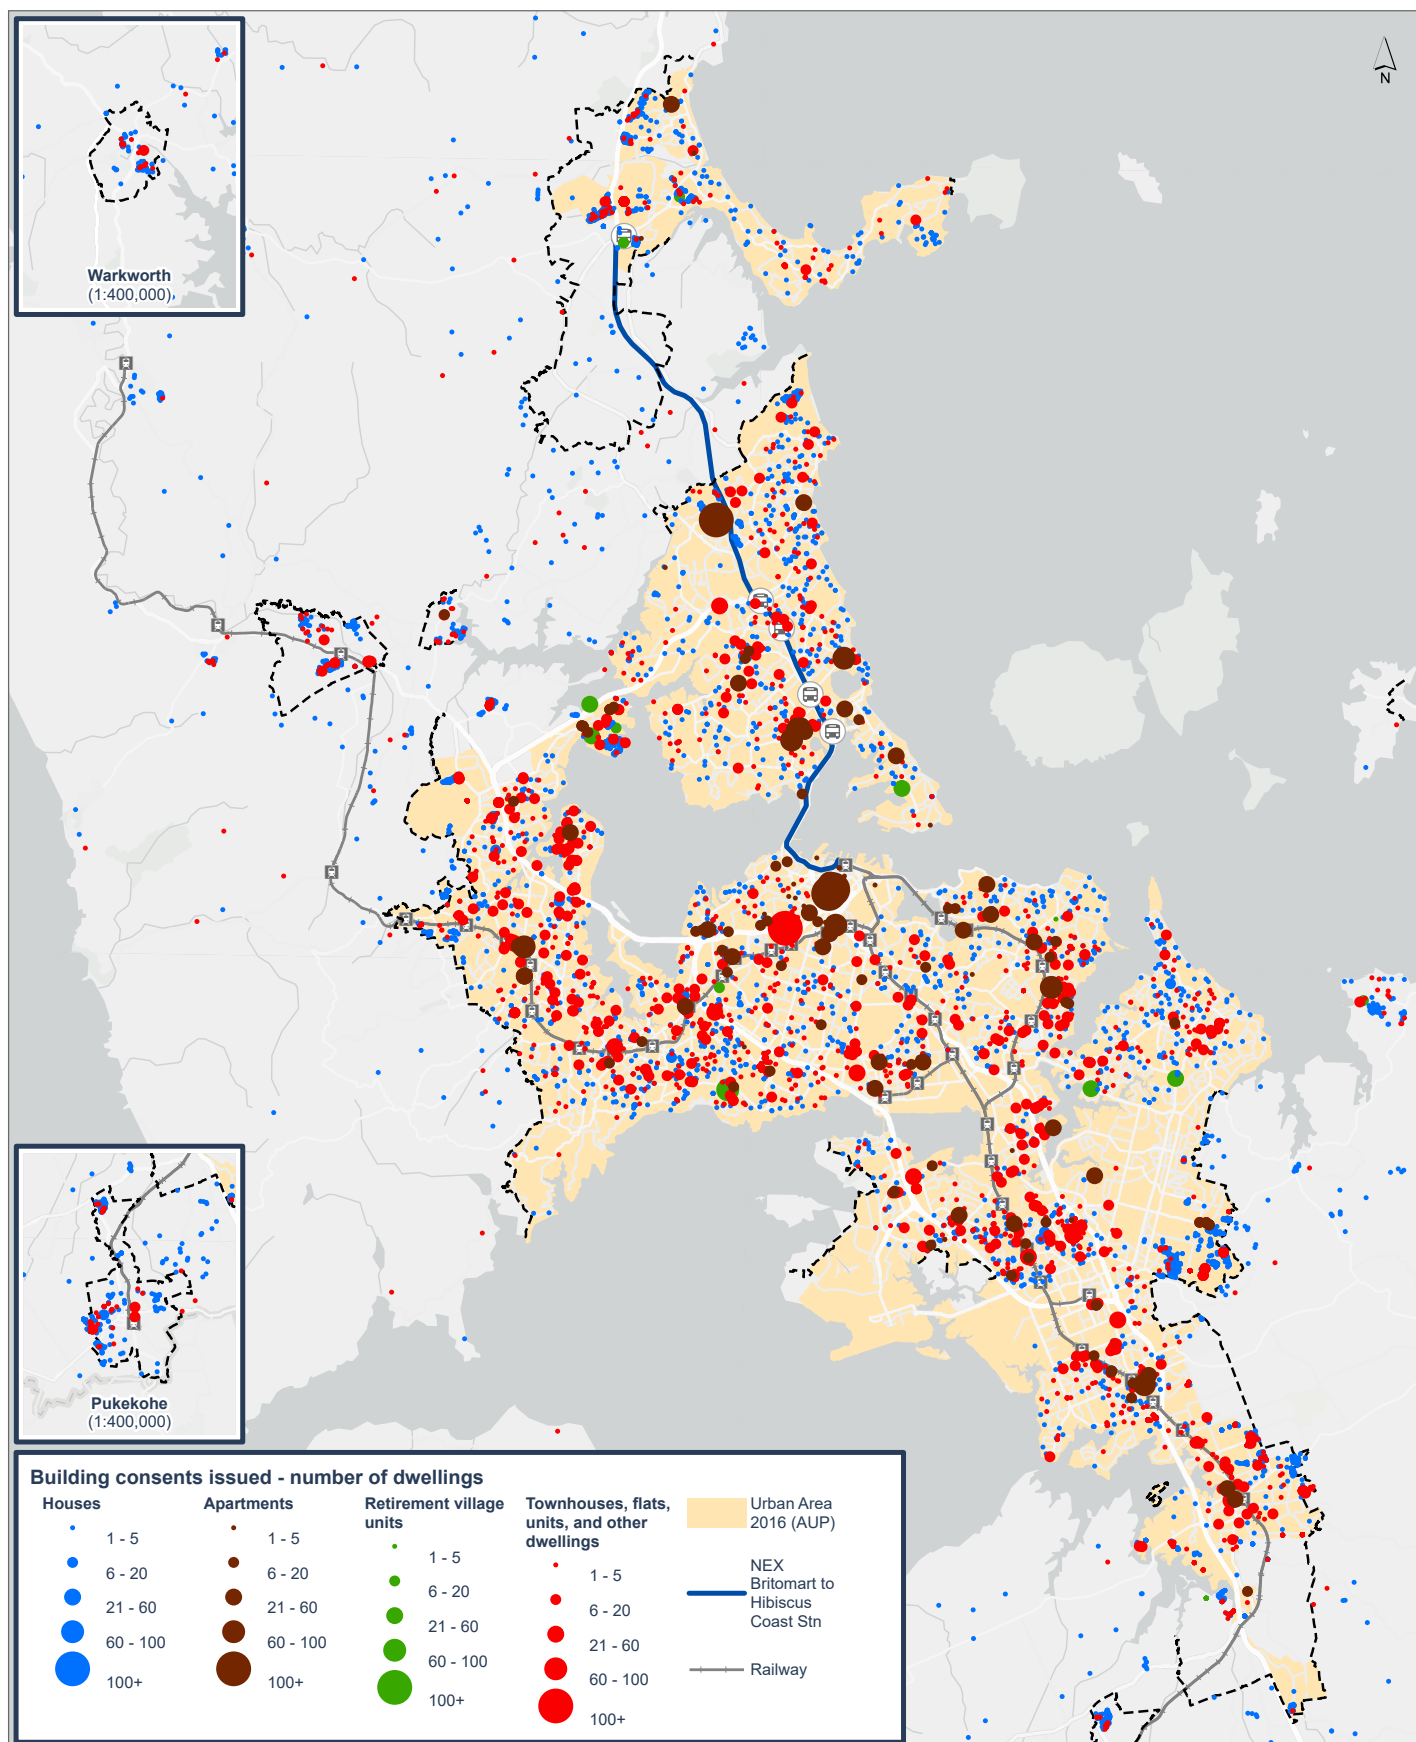 N
Warkworth
(1:400,000)
Pukekohe
(1:400,000)
Building consents issued - number of dwellings
Houses
1 - 5
6 - 20
21 - 60
60 - 100
100+
Apartments
1 - 5
6 - 20
21 - 60
60 - 100
100+
Retirement village
units
1 - 5
6 - 20
21 - 60
60 - 100
100+
Townhouses, flats,
units, and other
dwellings
1 - 5
6 - 20
21 - 60
60 - 100
100+
Urban Area
2016 (AUP)
NEX
Britomart to
Hibiscus
Coast Stn
Railway